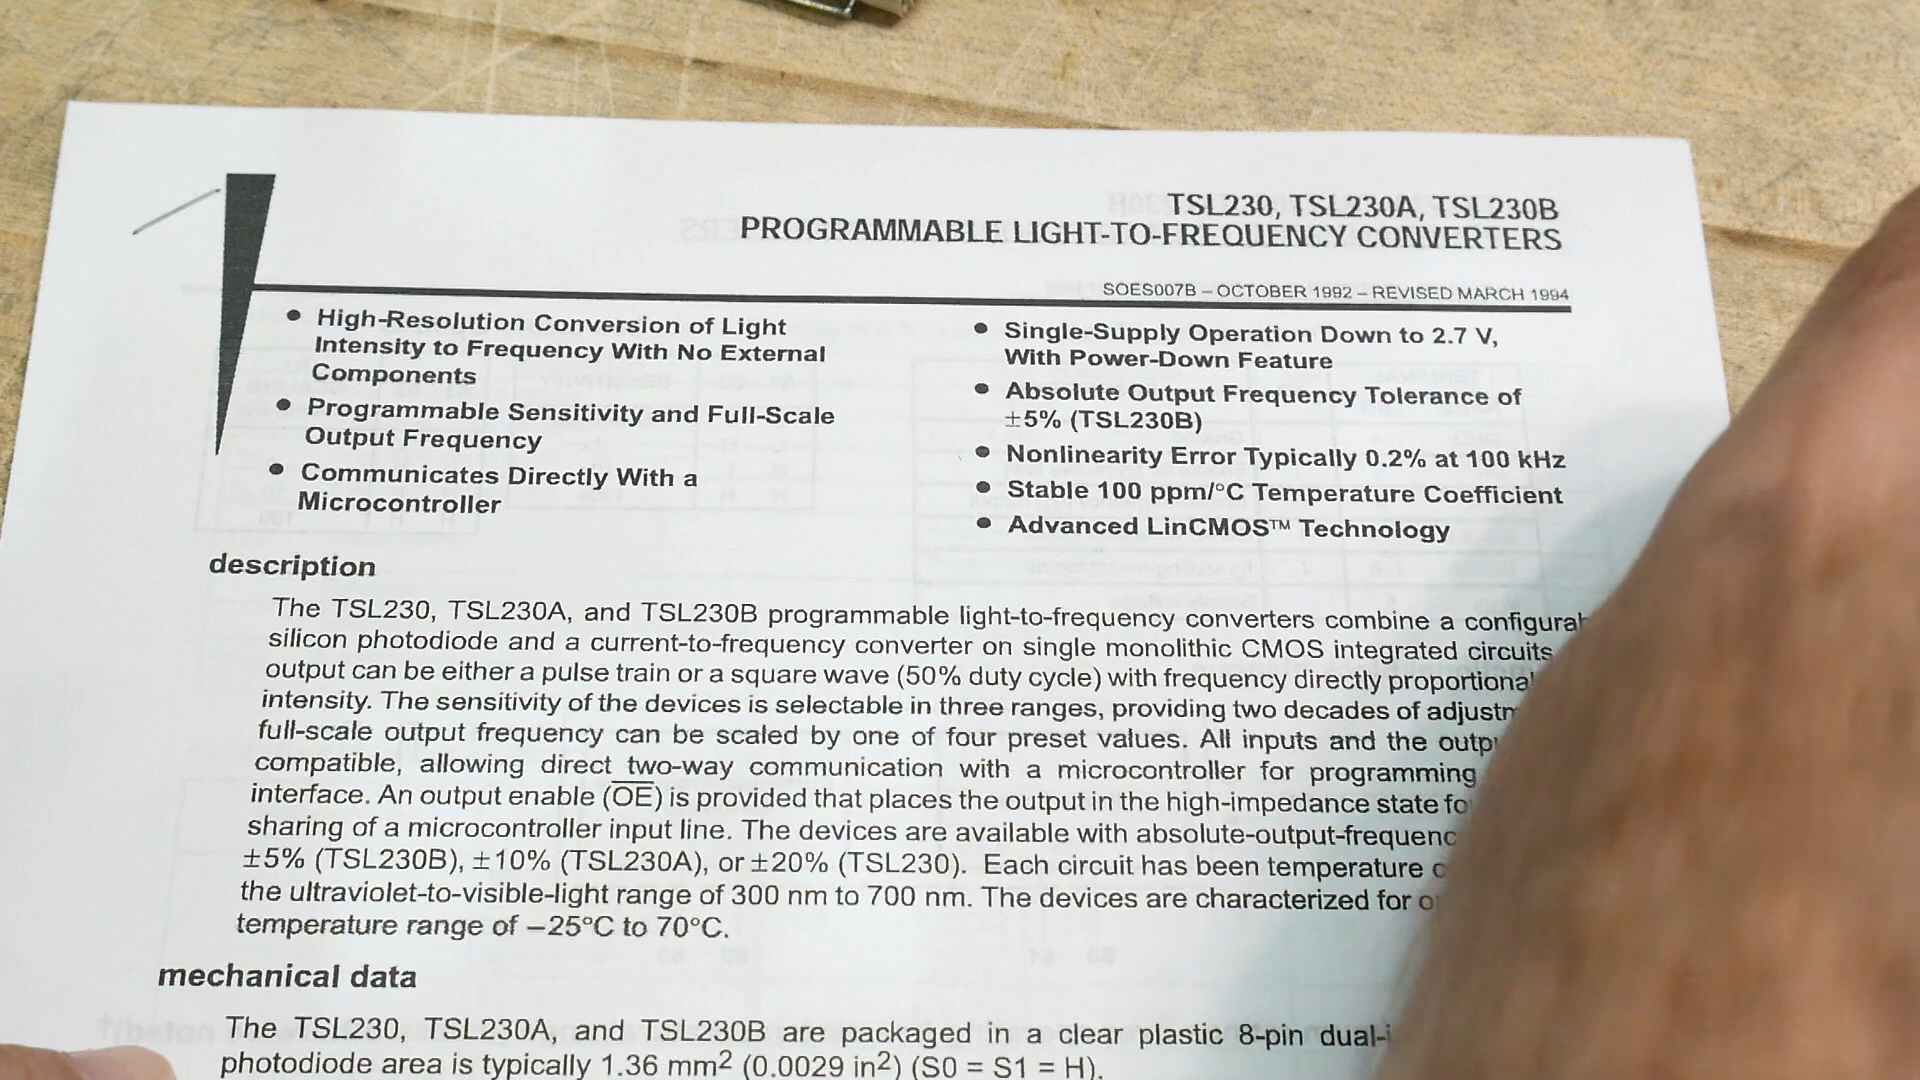 TSL230, TSL230A, TSL230B
PROGRAMMABLE LIGHT-TO-FREQUENCY CONVERTERS
SOES007B – OCTOBER 1992 – REVISED MARCH 1994
● High-Resolution Conversion of Light
Intensity to Frequency With No External
Components
● Programmable Sensitivity and Full-Scale
Output Frequency
● Communicates Directly With a
Microcontroller
● Single-Supply Operation Down to 2.7 V,
With Power-Down Feature
● Absolute Output Frequency Tolerance of
±5% (TSL230B)
● Nonlinearity Error Typically 0.2% at 100 kHz
● Stable 100 ppm/°C Temperature Coefficient
● Advanced LinCMOS™ Technology
description
The TSL230, TSL230A, and TSL230B programmable light-to-frequency converters combine a
silicon photodiode and a current-to-frequency converter on single monolithic CMOS integrated circuits
output can be either a pulse train or a square wave (50% duty cycle) with frequency directly
intensity. The sensitivity of the devices is selectable in three ranges, providing two decades of
full-scale output frequency can be scaled by one of four preset values. All inputs and the
compatible, allowing direct two-way communication with a microcontroller for programming
interface. An output enable (O̅E̅) is provided that places the output in the high-impedance state
sharing of a microcontroller input line. The devices are available with
±5% (TSL230B), ±10% (TSL230A), or ±20% (TSL230). Each circuit has been temperature
the ultraviolet-to-visible-light range of 300 nm to 700 nm. The devices are characterized for
temperature range of –25°C to 70°C.
mechanical data
The TSL230, TSL230A, and TSL230B are packaged in a clear plastic 8-pin
photodiode area is typically 1.36 mm² (0.0029 in²) (S0 = S1 = H).